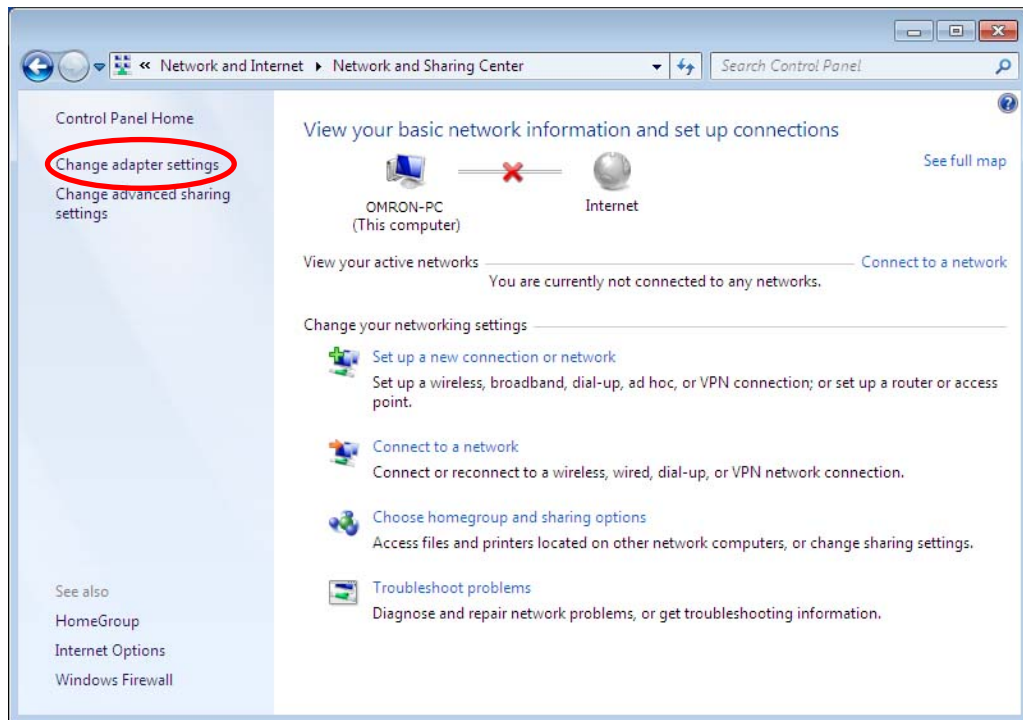 « Network and Internet ▸ Network and Sharing Center
Search Control Panel
Control Panel Home
Change adapter settings
Change advanced sharing
settings
See also
HomeGroup
Internet Options
Windows Firewall
View your basic network information and set up connections
See full map
OMRON-PC
(This computer)
Internet
View your active networks
Connect to a network
You are currently not connected to any networks.
Change your networking settings
Set up a new connection or network
Set up a wireless, broadband, dial-up, ad hoc, or VPN connection; or set up a router or access
point.
Connect to a network
Connect or reconnect to a wireless, wired, dial-up, or VPN network connection.
Choose homegroup and sharing options
Access files and printers located on other network computers, or change sharing settings.
Troubleshoot problems
Diagnose and repair network problems, or get troubleshooting information.